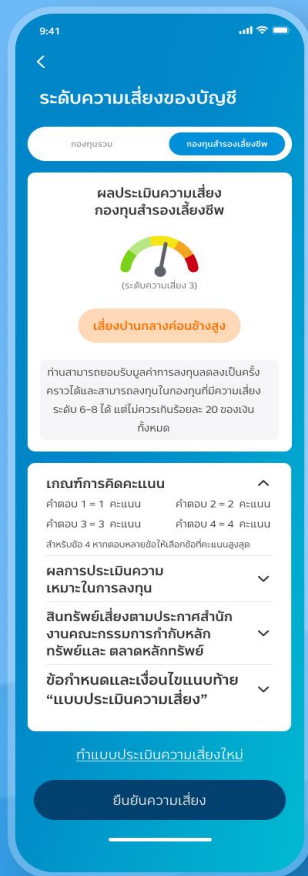 9:41
ระดับความเสี่ยงของบัญชี
กองทุนรวม
กองทุนสำรองเลี้ยงชีพ
ผลประเมินความเสี่ยง
กองทุนสำรองเลี้ยงชีพ
(ระดับความเสี่ยง 3)
เสี่ยงปานกลางค่อนข้างสูง
ท่านสามารถยอมรับมูลค่าการลงทุนลดลงเป็นครั้ง
คราวได้และสามารถลงทุนในกองทุนที่มีความเสี่ยง
ระดับ 6-8 ได้ แต่ไม่ควรเกินร้อยละ 20 ของเงิน
ทั้งหมด
เกณฑ์การคิดคะแนน
คำตอบ 1 = 1 คะแนน คำตอบ 2 = 2 คะแนน
คำตอบ 3 = 3 คะแนน คำตอบ 4 = 4 คะแนน
สำหรับข้อ 4 หากตอบหลายข้อให้เลือกข้อที่คะแนนสูงสุด
ผลการประเมินความ
เหมาะในการลงทุน
สินทรัพย์เสี่ยงตามประกาศสำนัก
งานคณะกรรมการกำกับหลัก
ทรัพย์และ ตลาดหลักทรัพย์
ข้อกำหนดและเงื่อนไขแนบท้าย
“แบบประเมินความเสี่ยง”
ทำแบบประเมินความเสี่ยงใหม่
ยืนยันความเสี่ยง